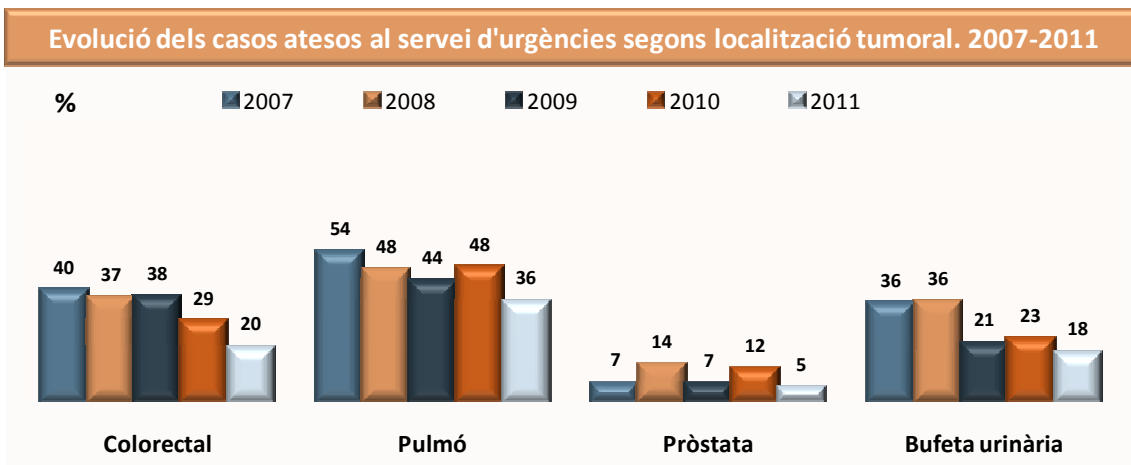 Evolució dels casos atesos al servei d'urgències segons localització tumoral. 2007-2011
% 2007 2008 2009 2010 2011
40 37 38 29 20
54 48 44 48 36
7 14 7 12 5
36 36 21 23 18
Colorectal Pulmó Pròstata Bufeta urinària